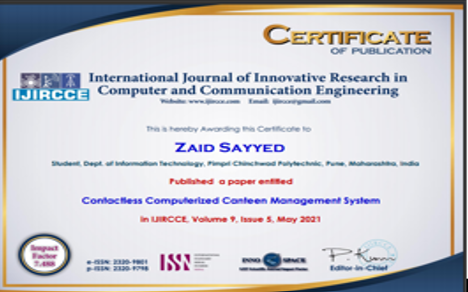 CERTIFICATE
OF PUBLICATION
IJIRCCE
International Journal of Innovative Research in
Computer and Communication Engineering
Website: www.ijircce.com Email: ijircce@gmail.com
This is hereby Awarding this Certificate to
ZAID SAYYED
Student, Dept. of Information Technology, Pimpri Chinchwad Polytechnic, Pune, Maharashtra, India
Published a paper entitled
Contactless Computerized Canteen Management System
in IJIRCCE, Volume 9, Issue 5, May 2021
Impact
Factor
7.488
e-ISSN: 2320-9801
p-ISSN: 2320-9798
ISSN
INNO SPACE
Editor-in-Chief